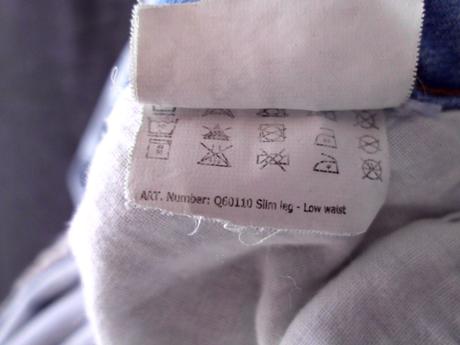 ART. Number: Q60110 Slim leg - Low waist